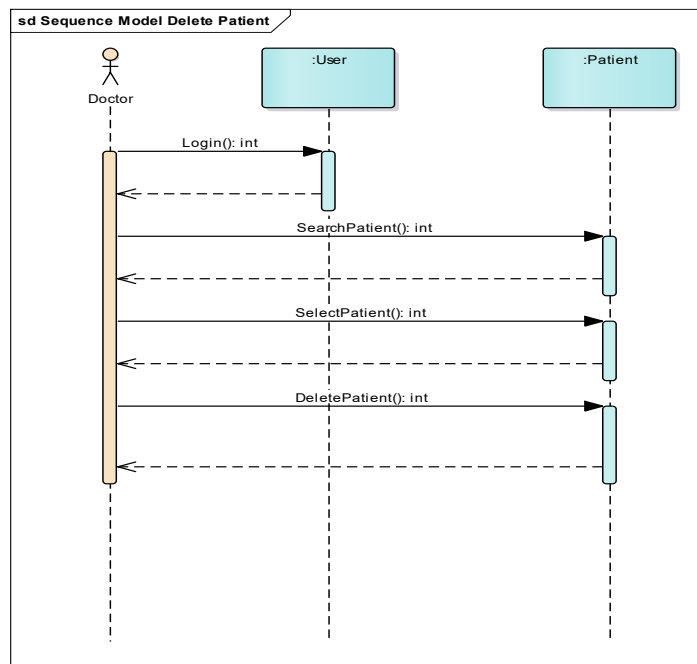 sd Sequence Model Delete Patient
:User
:Patient
Doctor
Login(): int
SearchPatient(): int
SelectPatient(): int
DeletePatient(): int